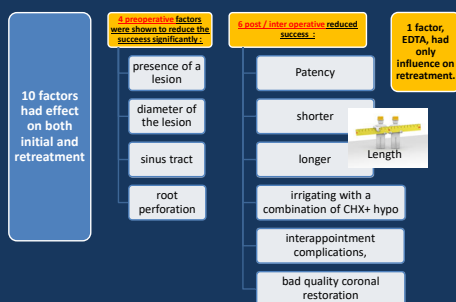 10 factors
had effect
on both
initial and
retreatment
4 preoperative factors
were shown to reduce the
succeess significantly :
presence of a
lesion
diameter of
the lesion
sinus tract
root
perforation
6 post / inter operative reduced
success :
Patency
shorter
longer
Length
irrigating with a
combination of CHX+ hypo
interappointment
complications,
bad quality coronal
restoration
1 factor,
EDTA, had
only
influence on
retreatment.